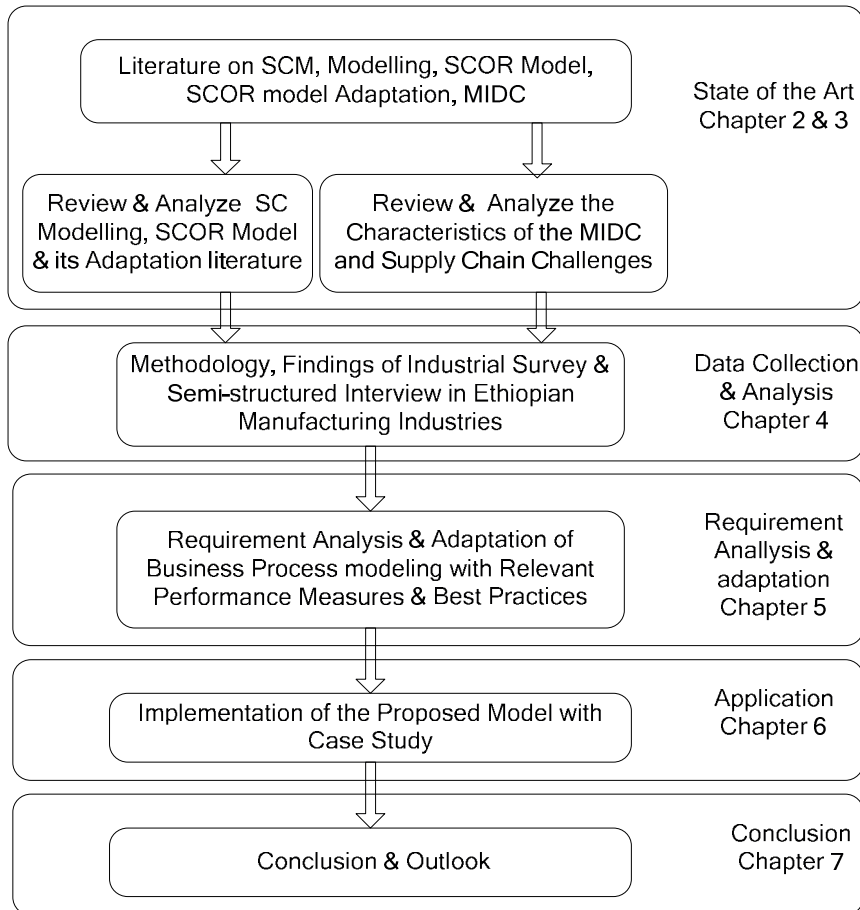 Literature on SCM, Modelling, SCOR Model,
SCOR model Adaptation, MIDC
State of the Art
Chapter 2 & 3
Review & Analyze SC
Modelling, SCOR Model
& its Adaptation literature
Review & Analyze the
Characteristics of the MIDC
and Supply Chain Challenges
Methodology, Findings of Industrial Survey &
Semi-structured Interview in Ethiopian
Manufacturing Industries
Data Collection
& Analysis
Chapter 4
Requirement Analysis & Adaptation of
Business Process modeling with Relevant
Performance Measures & Best Practices
Requirement
Anallysis &
adaptation
Chapter 5
Implementation of the Proposed Model with
Case Study
Application
Chapter 6
Conclusion & Outlook
Conclusion
Chapter 7